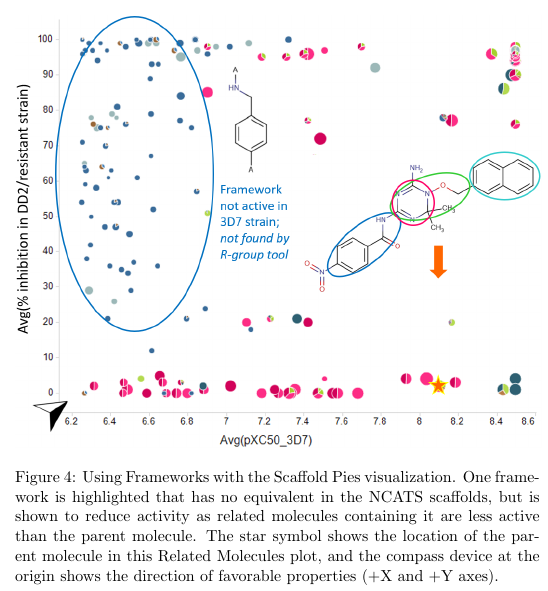 Avg(% inhibition in DD2/resistant strain)
100
90
80
70
60
50
40
30
20
10
0
6.2 6.4 6.6 6.8 7 7.2 7.4 7.6 7.8 8 8.2 8.4 8.6
Avg(pXC50_3D7)
A
HN
A
Framework
not active in
3D7 strain;
not found by
R-group tool
NH2
N
N
O
N
CH3
CH3
HN
O
O
N+
O-
Figure 4: Using Frameworks with the Scaffold Pies visualization. One frame-
work is highlighted that has no equivalent in the NCATS scaffolds, but is
shown to reduce activity as related molecules containing it are less active
than the parent molecule. The star symbol shows the location of the par-
ent molecule in this Related Molecules plot, and the compass device at the
origin shows the direction of favorable properties (+X and +Y axes).